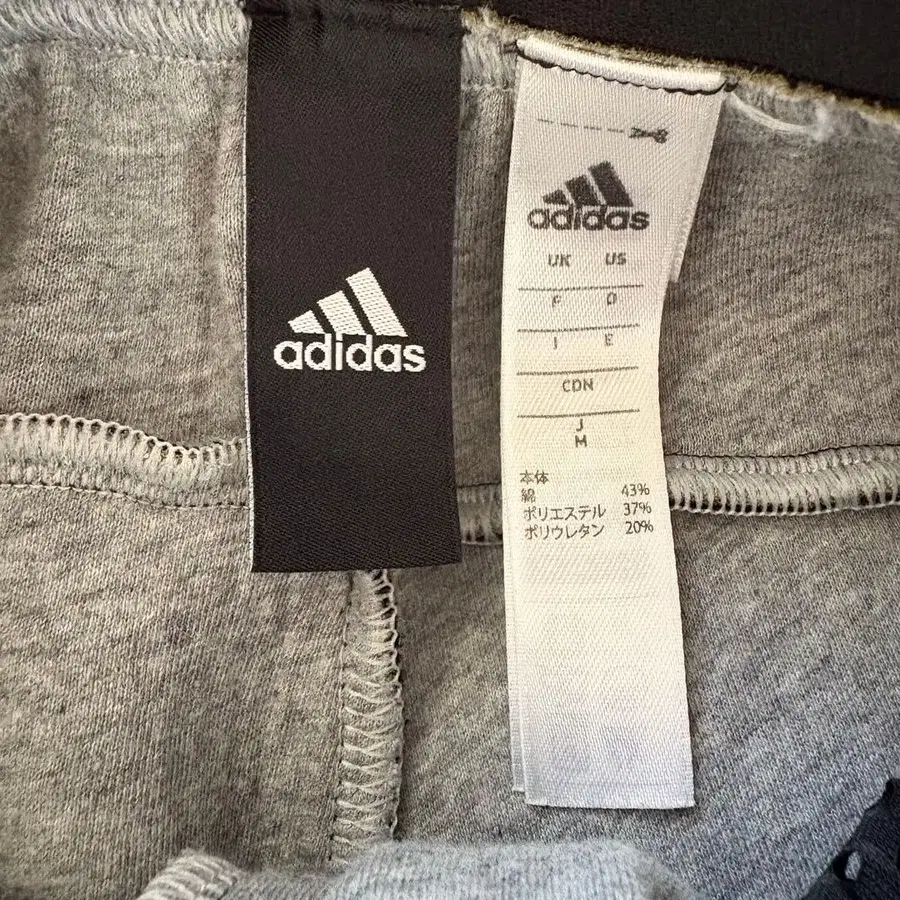 adidas
adidas
UK US
F D
I E
CDN
J
M
本体
綿 43%
ポリエステル 37%
ポリウレタン 20%